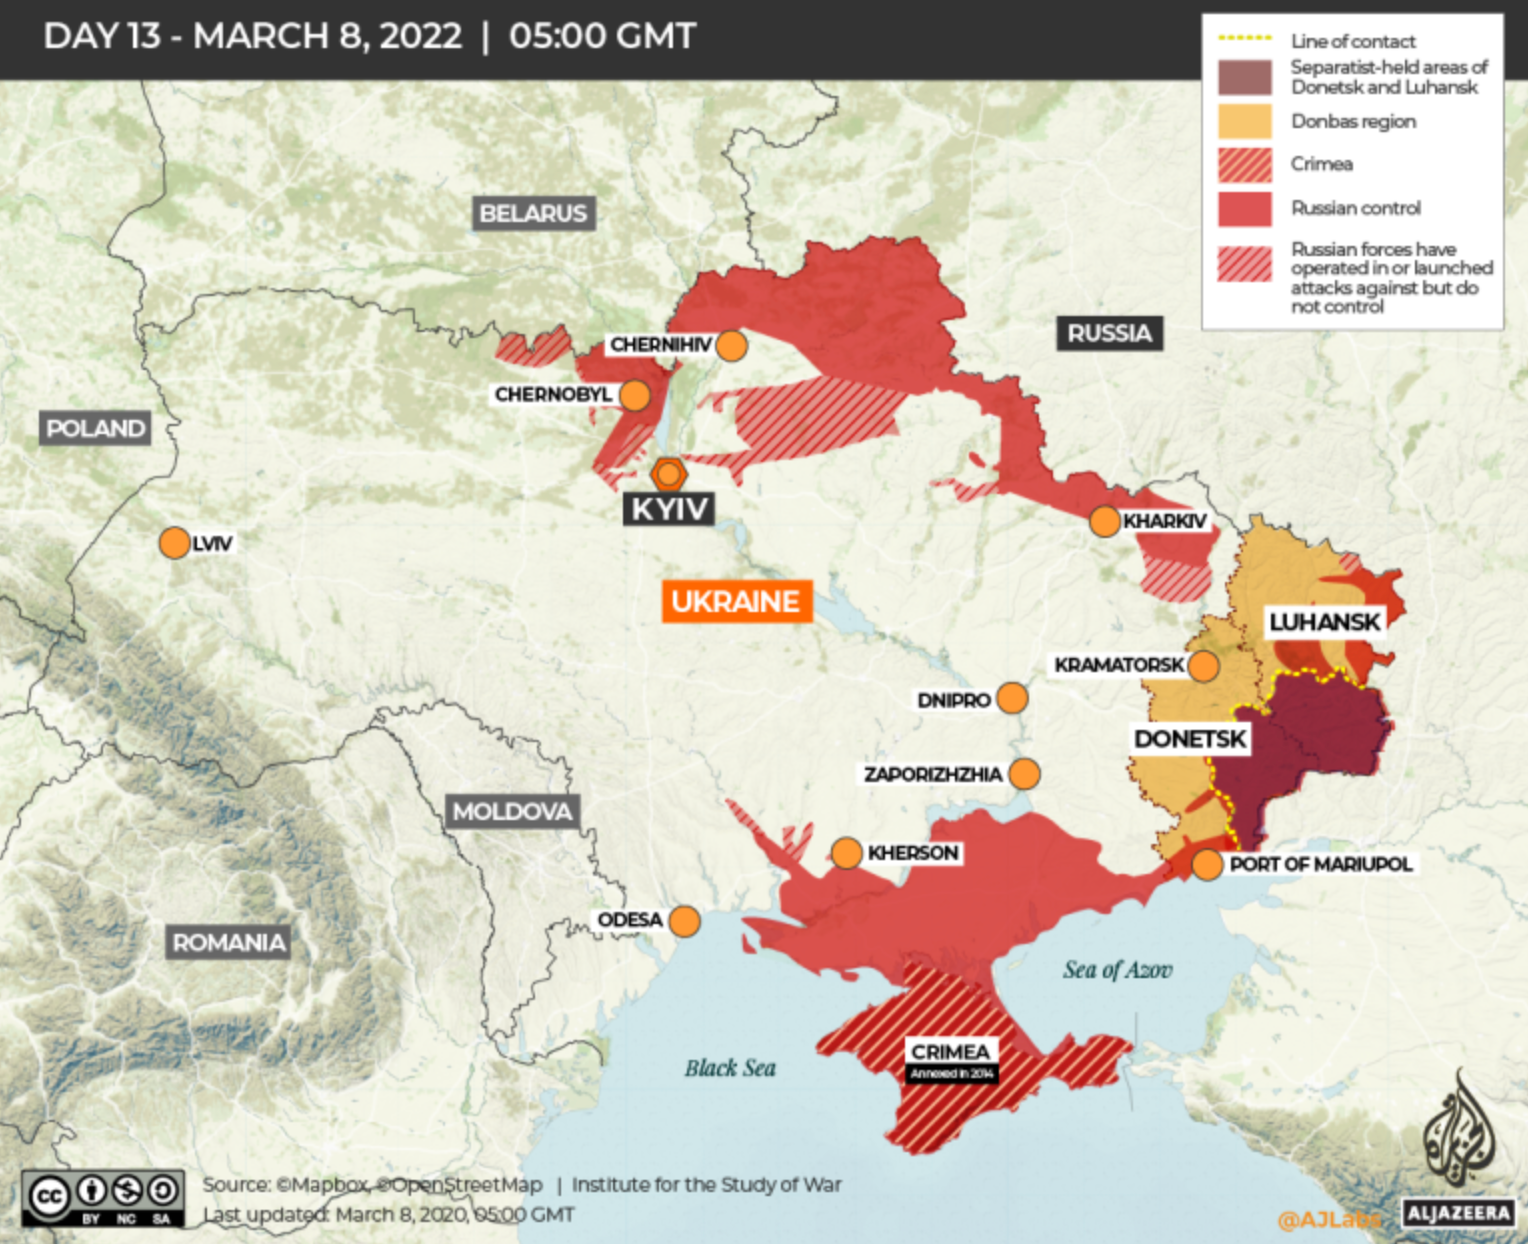 DAY 13 - MARCH 8, 2022 | 05:00 GMT
Line of contact
Separatist-held areas of
Donetsk and Luhansk
Donbas region
Crimea
Russian control
Russian forces have
operated in or launched
attacks against but do
not control
BELARUS
RUSSIA
CHERNIHIV
CHERNOBYL
POLAND
KYIV
KHARKIV
LVIV
UKRAINE
LUHANSK
KRAMATORSK
DNIPRO
DONETSK
ZAPORIZHZHIA
MOLDOVA
KHERSON
PORT OF MARIUPOL
ODESA
ROMANIA
Sea of Azov
CRIMEA
Annexed in 2014
Black Sea
cc BY NC SA
Source: ©Mapbox, ©OpenStreetMap | Institute for the Study of War
Last updated: March 8, 2020, 05:00 GMT
@AJLabs
الجزيرة
ALJAZEERA